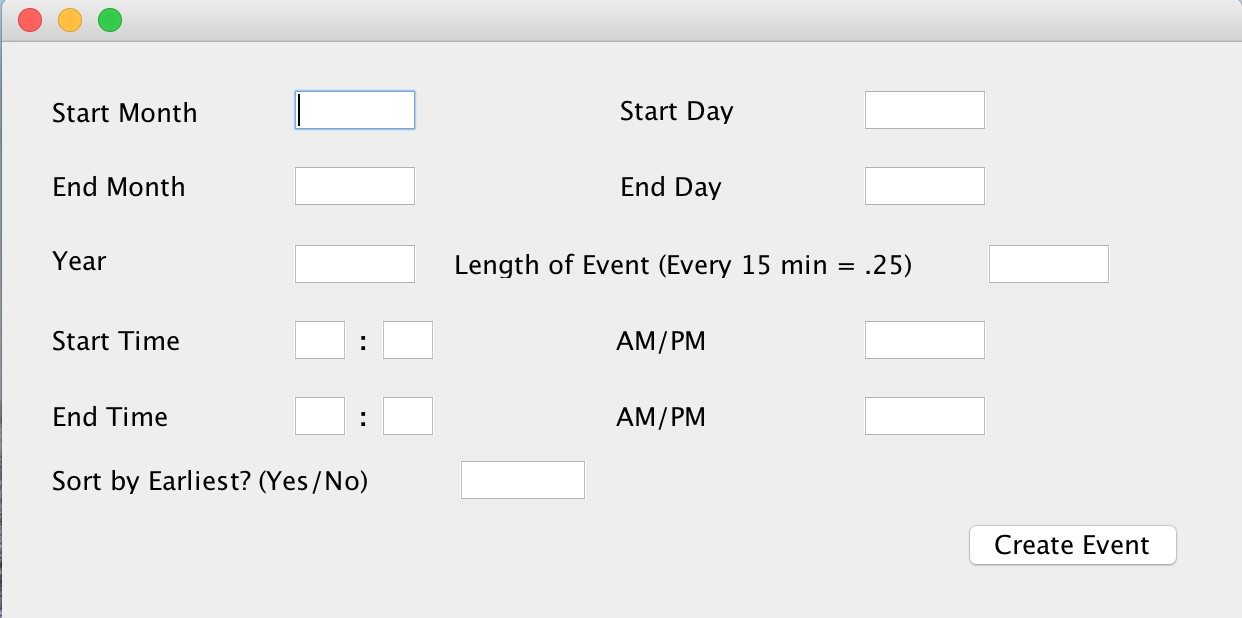 Start Month Start Day
End Month End Day
Year Length of Event (Every 15 min = .25)
Start Time : AM/PM
End Time : AM/PM
Sort by Earliest? (Yes/No)
Create Event